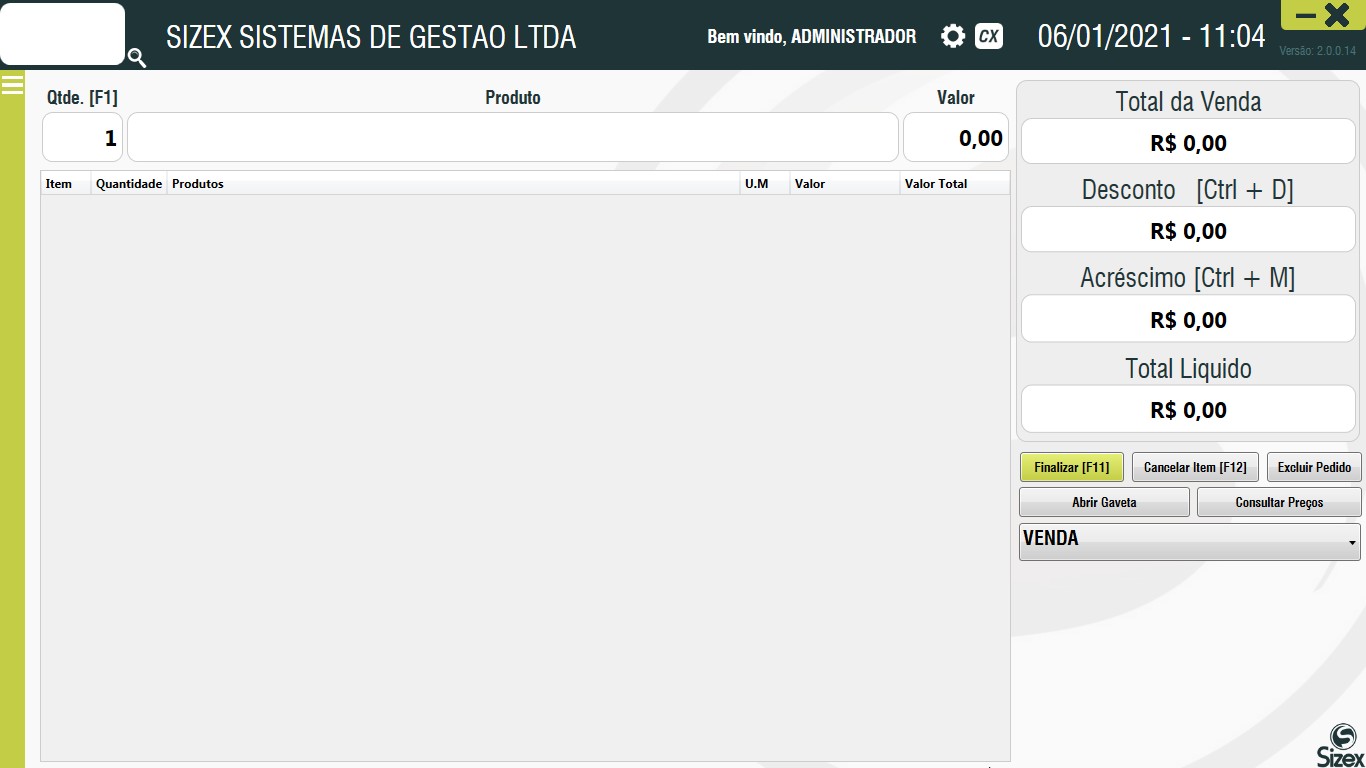 SIZEX SISTEMAS DE GESTAO LTDA
Bem vindo, ADMINISTRADOR
CX
06/01/2021 - 11:04
Versão: 2.0.0.14
Qtde. [F1]
Produto
Valor
1
0,00
Item Quantidade Produtos U.M Valor Valor Total
Total da Venda
R$ 0,00
Desconto [Ctrl + D]
R$ 0,00
Acréscimo [Ctrl + M]
R$ 0,00
Total Liquido
R$ 0,00
Finalizar [F11] Cancelar Item [F12] Excluir Pedido
Abrir Gaveta Consultar Preços
VENDA
Sizex